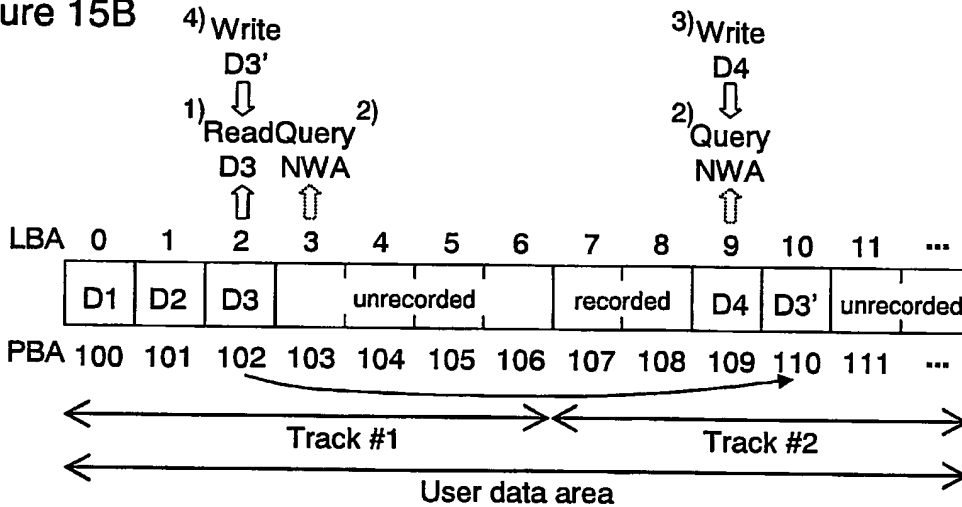 ure 15B
4) Write 3) Write
D3' D4
1) Read Query 2) 2) Query
D3 NWA NWA
LBA 0 1 2 3 4 5 6 7 8 9 10 11 ...
D1 D2 D3 unrecorded recorded D4 D3' unrecorded
PBA 100 101 102 103 104 105 106 107 108 109 110 111 ...
Track #1 Track #2
User data area